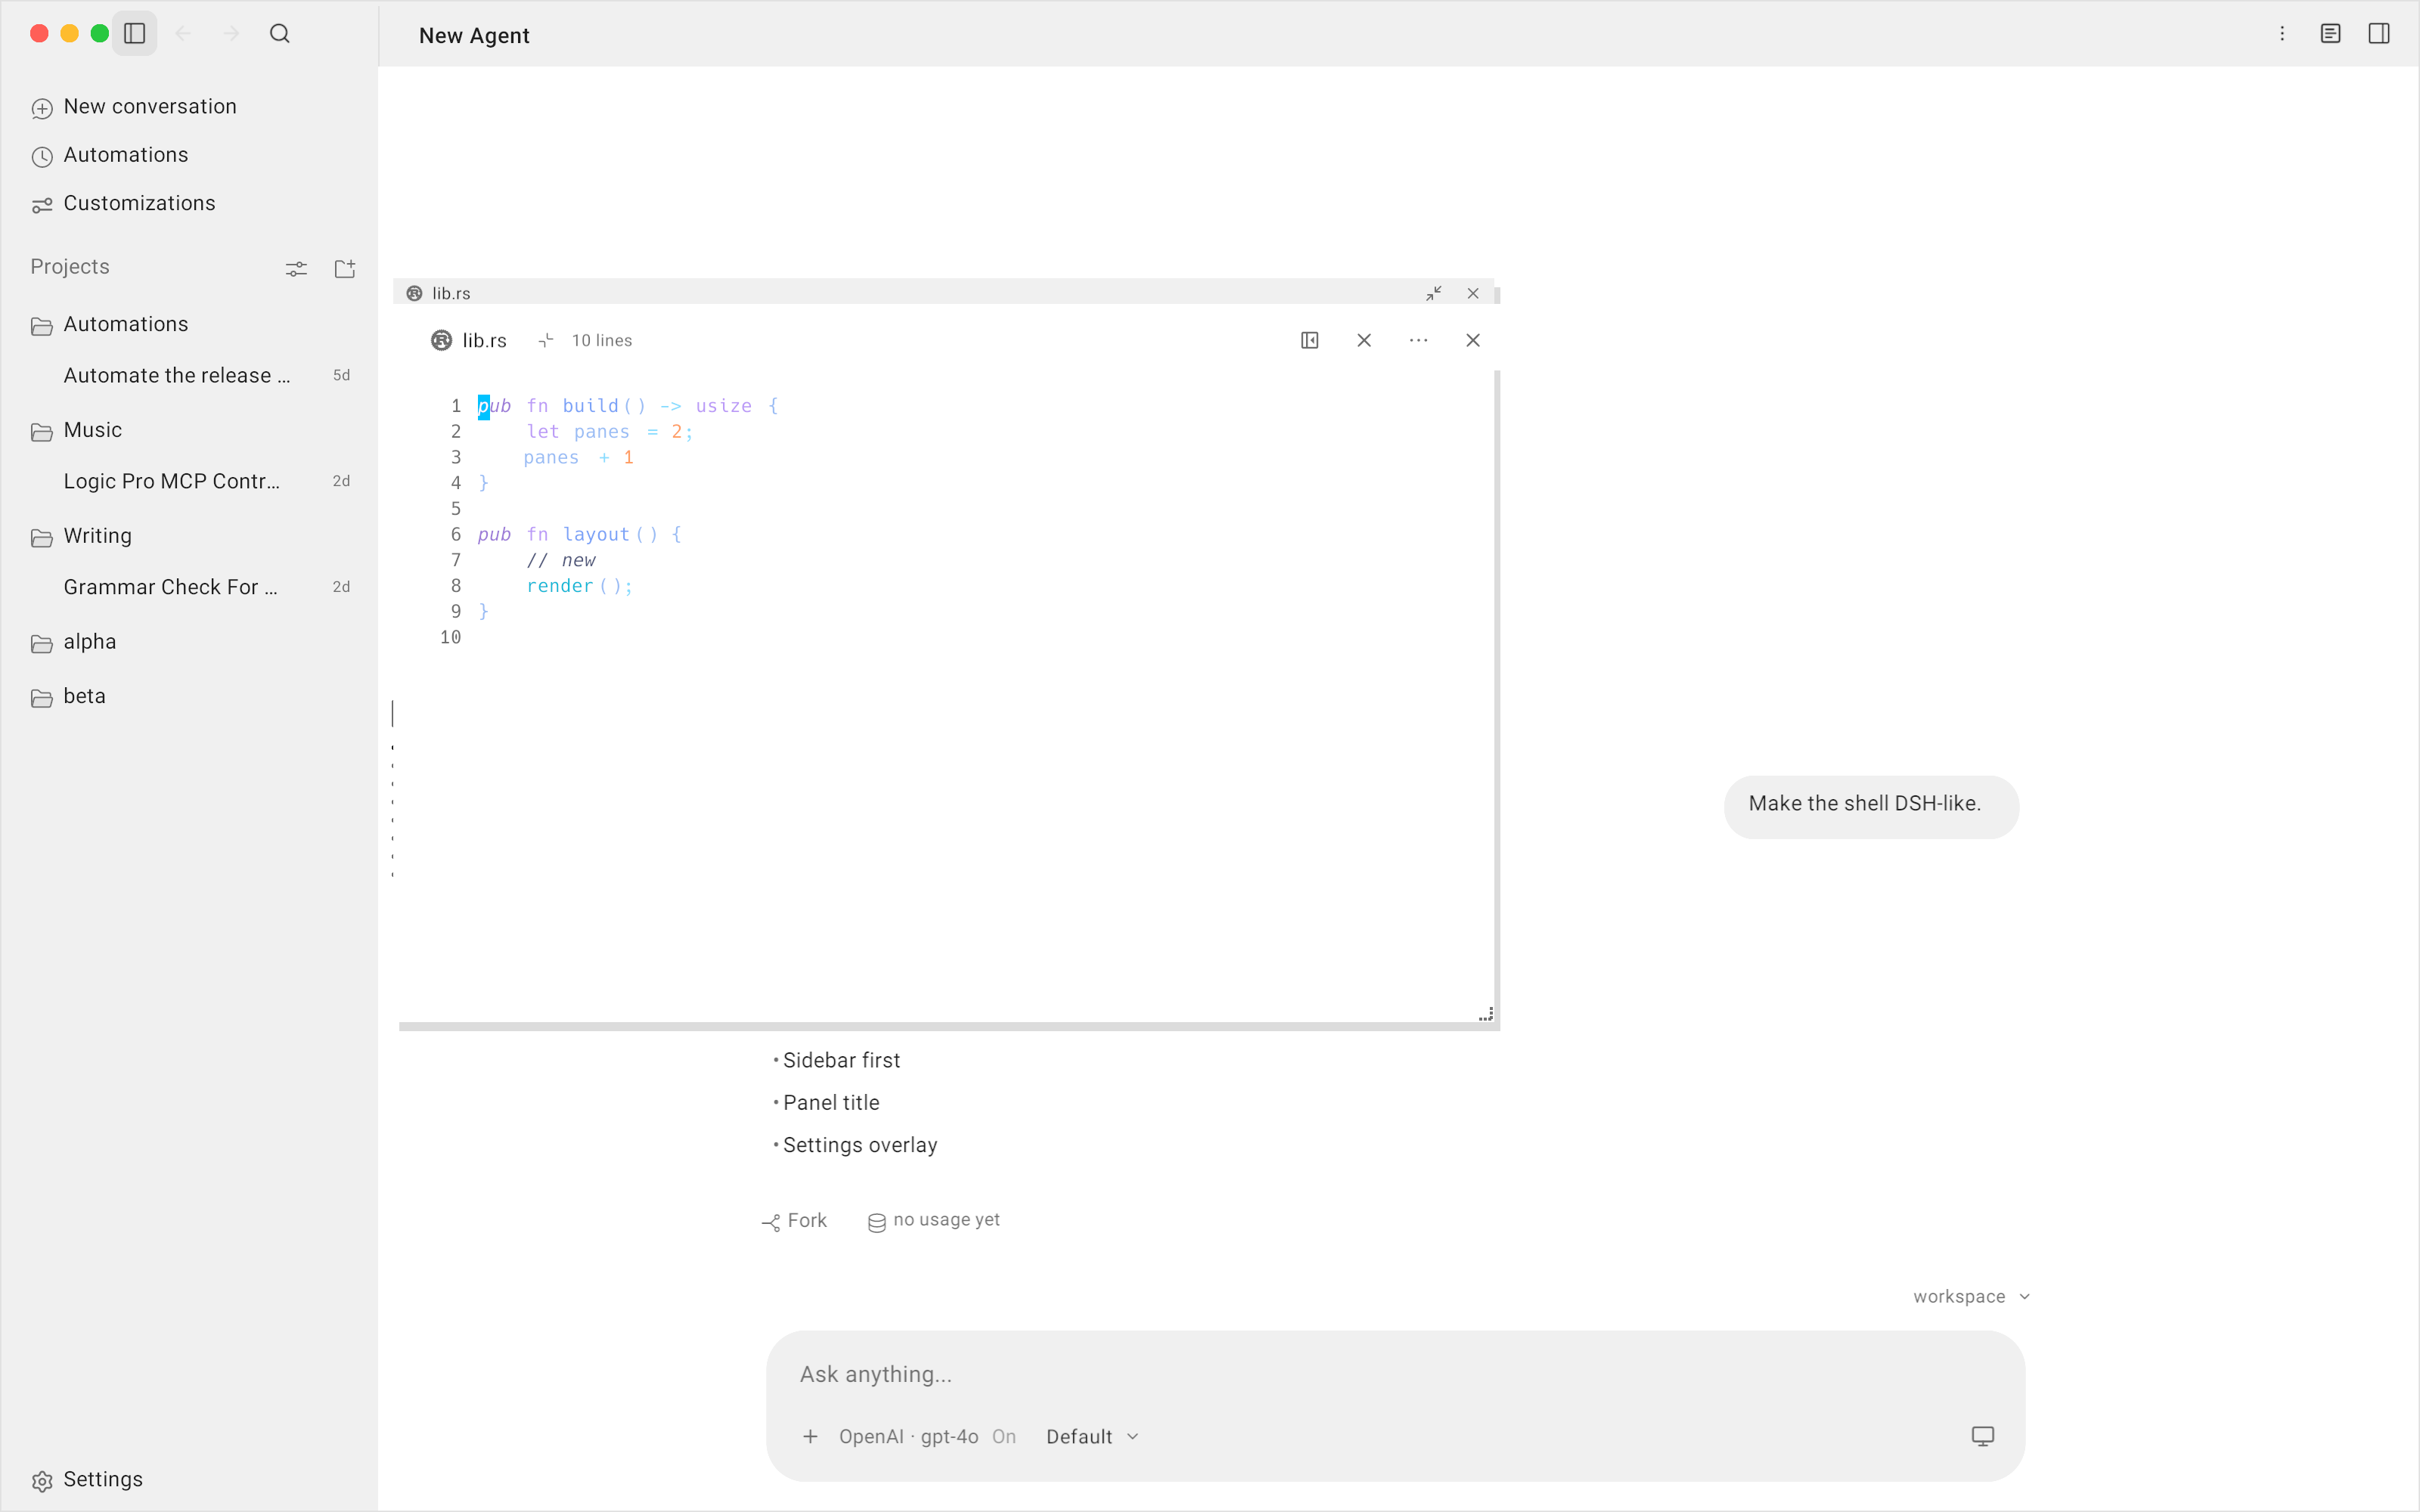 New Agent
New conversation
Automations
Customizations
Projects
Automations
Automate the release ... 5d
Music
Logic Pro MCP Contr... 2d
Writing
Grammar Check For ... 2d
alpha
beta
Settings
lib.rs
lib.rs 10 lines
1 pub fn build() -> usize {
2     let panes = 2;
3     panes + 1
4 }
5
6 pub fn layout() {
7     // new
8     render();
9 }
10
Make the shell DSH-like.
• Sidebar first
• Panel title
• Settings overlay
Fork no usage yet
workspace
Ask anything...
OpenAI · gpt-4o On Default